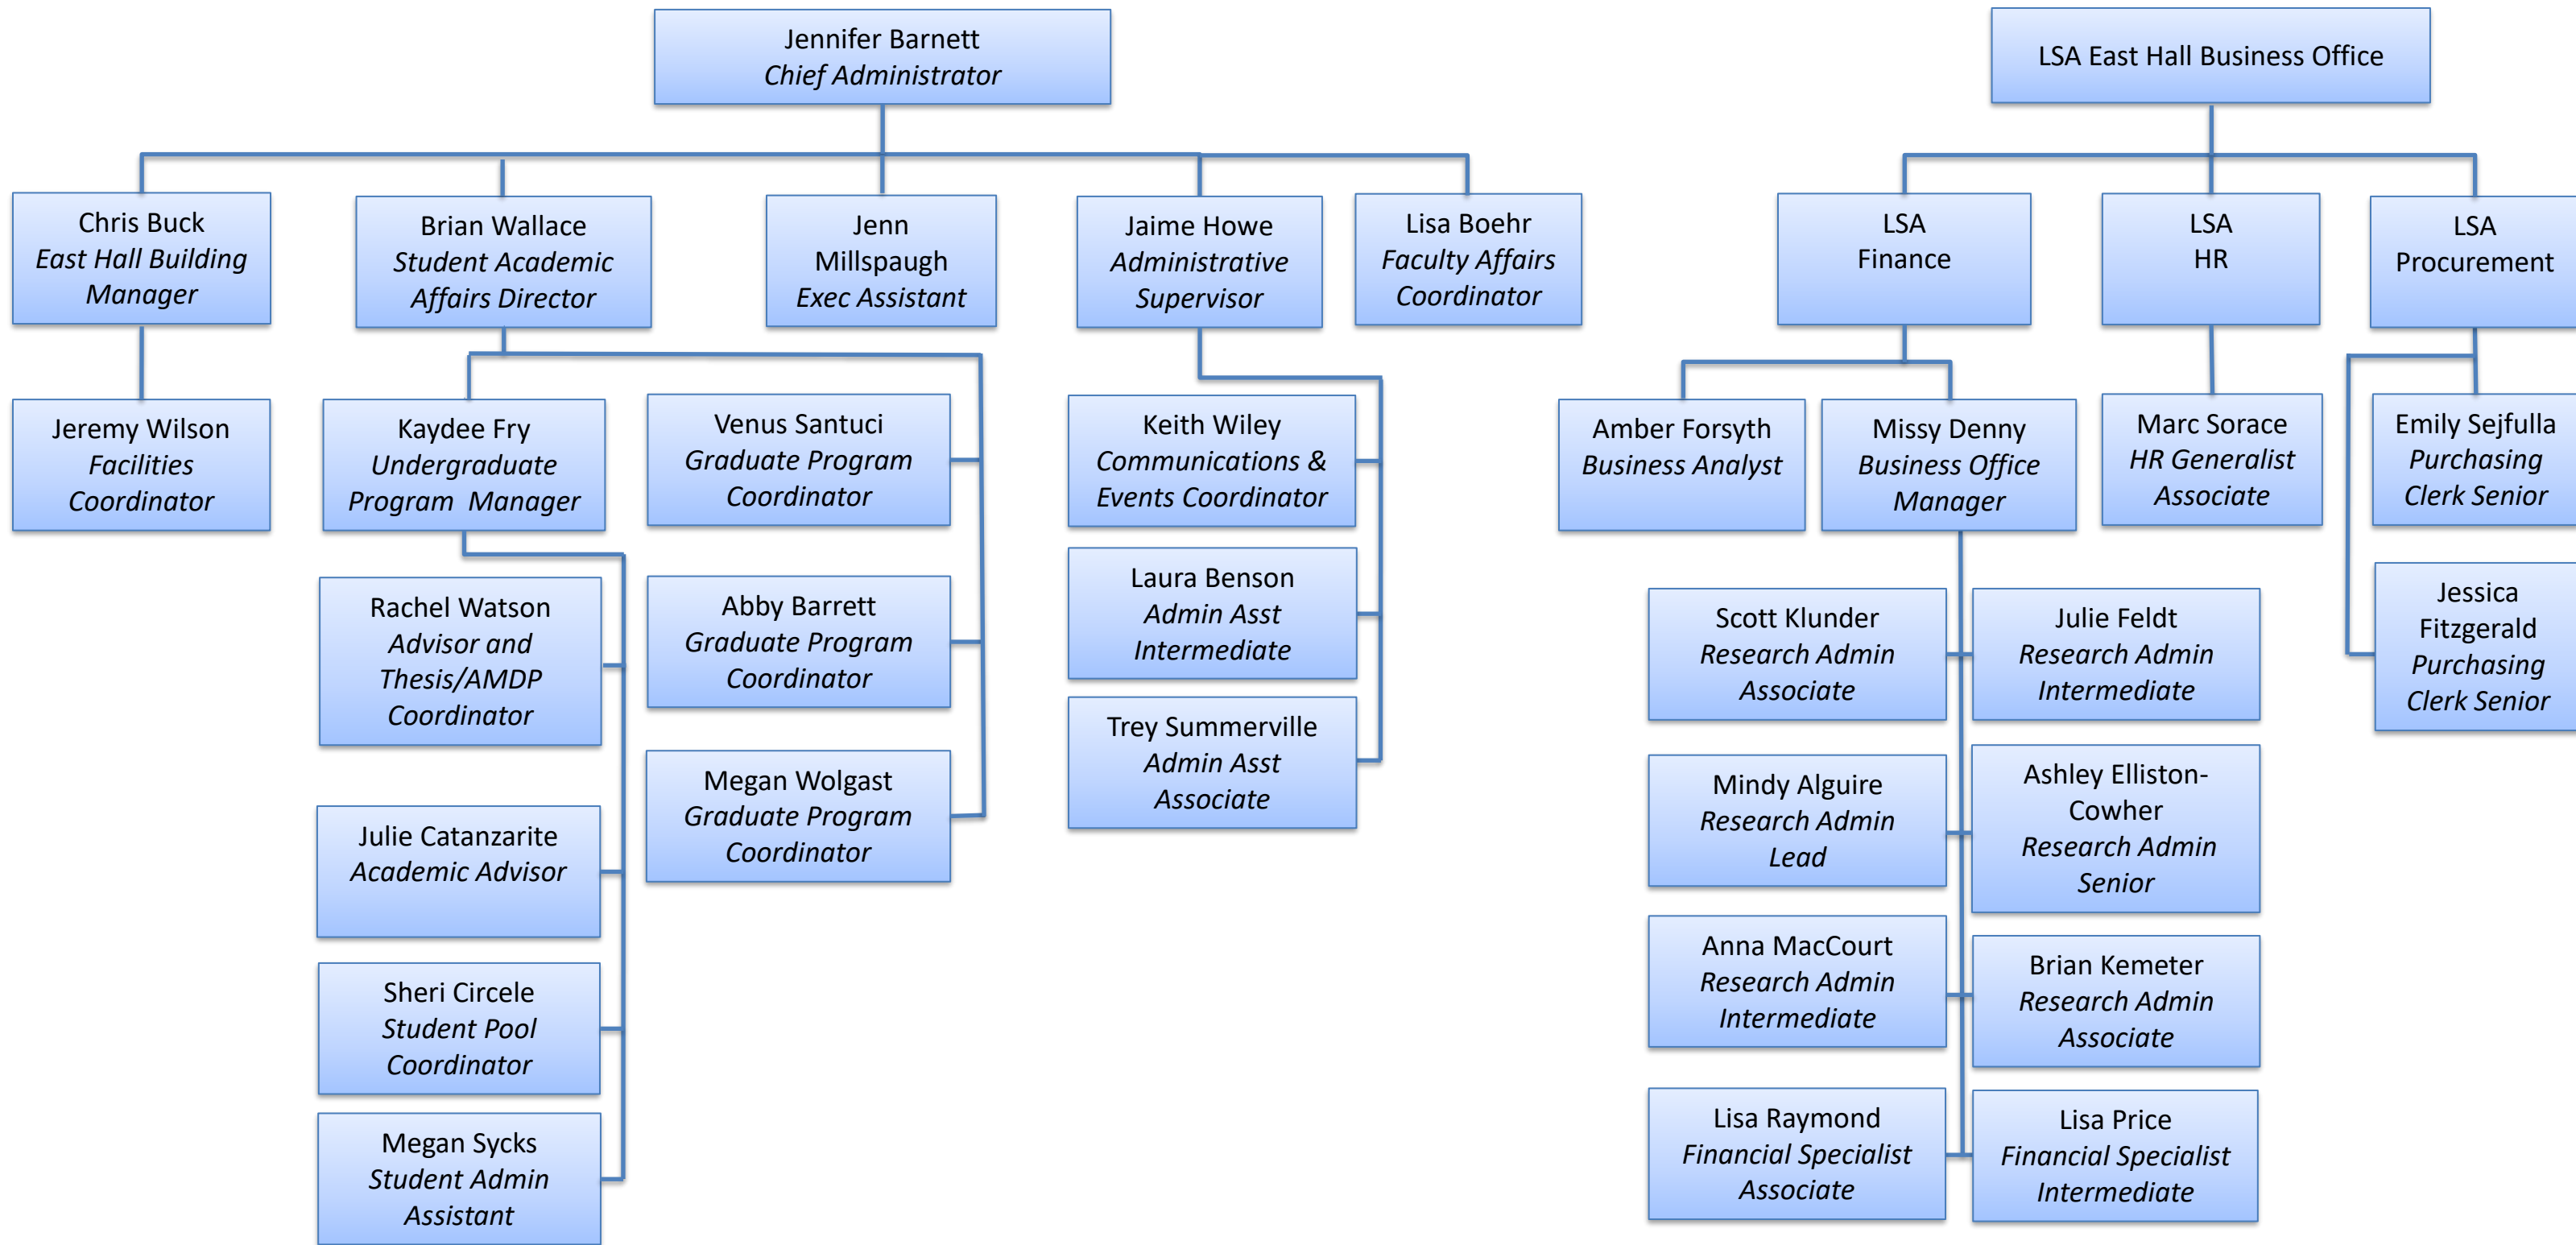 Jennifer Barnett
Chief Administrator
LSA East Hall Business Office
Chris Buck
East Hall Building
Manager
Brian Wallace
Student Academic
Affairs Director
Jenn
Millspaugh
Exec Assistant
Jaime Howe
Administrative
Supervisor
Lisa Boehr
Faculty Affairs
Coordinator
LSA
Finance
LSA
HR
LSA
Procurement
Jeremy Wilson
Facilities
Coordinator
Kaydee Fry
Undergraduate
Program  Manager
Venus Santuci
Graduate Program
Coordinator
Keith Wiley
Communications &
Events Coordinator
Amber Forsyth
Business Analyst
Missy Denny
Business Office
Manager
Marc Sorace
HR Generalist
Associate
Emily Sejfulla
Purchasing
Clerk Senior
Rachel Watson
Advisor and
Thesis/AMDP
Coordinator
Abby Barrett
Graduate Program
Coordinator
Laura Benson
Admin Asst
Intermediate
Scott Klunder
Research Admin
Associate
Julie Feldt
Research Admin
Intermediate
Jessica
Fitzgerald
Purchasing
Clerk Senior
Julie Catanzarite
Academic Advisor
Megan Wolgast
Graduate Program
Coordinator
Trey Summerville
Admin Asst
Associate
Mindy Alguire
Research Admin
Lead
Ashley Elliston-
Cowher
Research Admin
Senior
Sheri Circele
Student Pool
Coordinator
Anna MacCourt
Research Admin
Intermediate
Brian Kemeter
Research Admin
Associate
Megan Sycks
Student Admin
Assistant
Lisa Raymond
Financial Specialist
Associate
Lisa Price
Financial Specialist
Intermediate